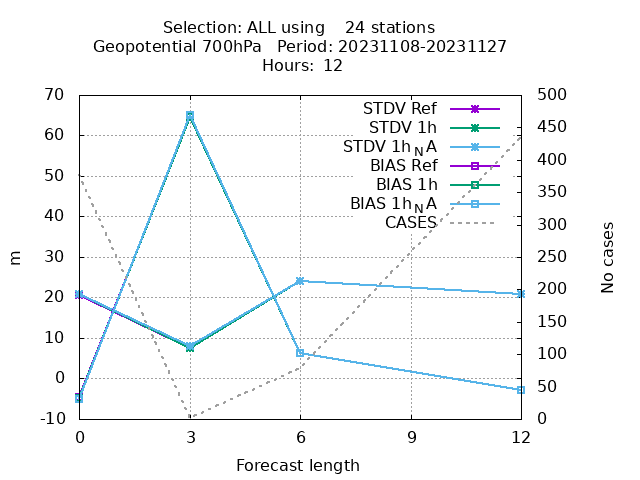 Selection: ALL using    24 stations
Geopotential 700hPa   Period: 20231108-20231127
Hours:  12
70
60
50
40
30
20
10
0
-10
m
500
450
400
350
300
250
200
150
100
50
0
No cases
STDV Ref
STDV 1h
STDV 1hNA
BIAS Ref
BIAS 1h
BIAS 1hNA
CASES
0 3 6 9 12
Forecast length